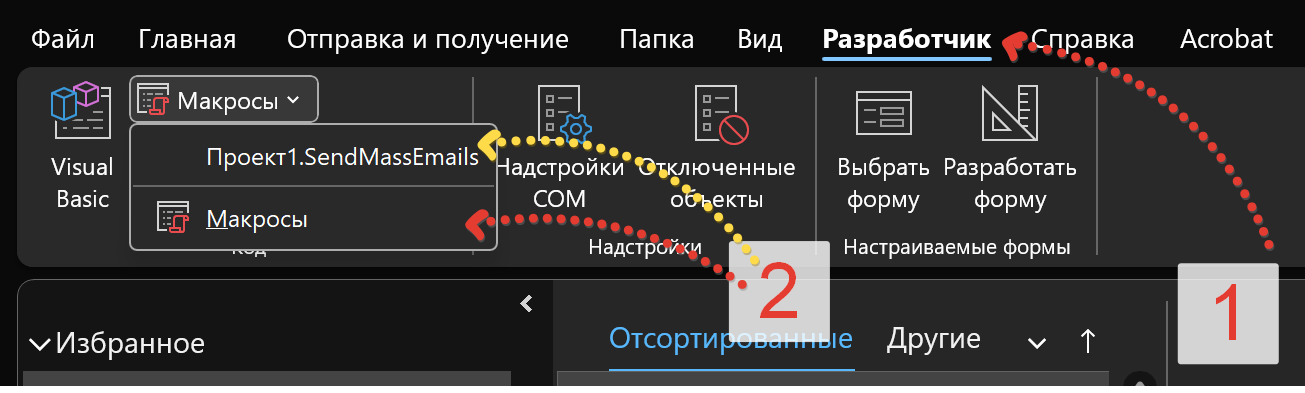 Файл Главная Отправка и получение Папка Вид Разработчик Справка Acrobat
Макросы
Проект1.SendMassEmails
Макросы
Код
Visual
Basic
Надстройки
COM
Отключенные
объекты
Надстройки
Выбрать
форму
Разработать
форму
Настраиваемые формы
2
1
Избранное
Отсортированные Другие